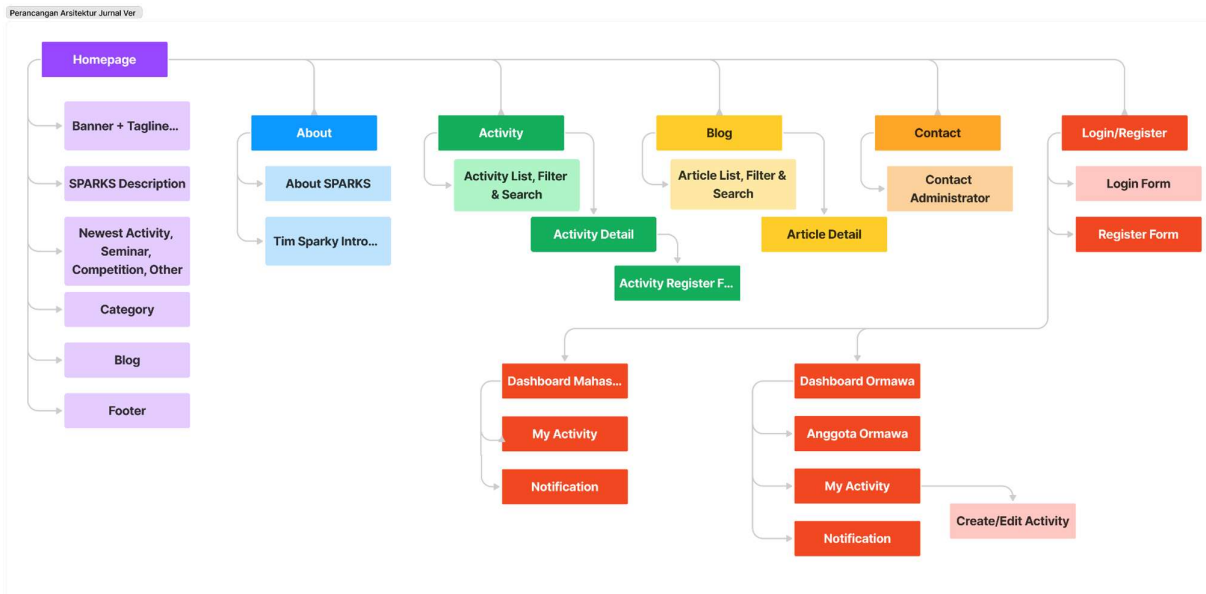 Perancangan Arsitektur Jurnal Ver
Homepage
Banner + Tagline...
SPARKS Description
Newest Activity,
Seminar,
Competition, Other
Category
Blog
Footer
About
About SPARKS
Tim Sparky Intro...
Activity
Activity List, Filter
& Search
Activity Detail
Activity Register F...
Blog
Article List, Filter &
Search
Article Detail
Contact
Contact
Administrator
Login/Register
Login Form
Register Form
Dashboard Mahas...
My Activity
Notification
Dashboard Ormawa
Anggota Ormawa
My Activity
Create/Edit Activity
Notification